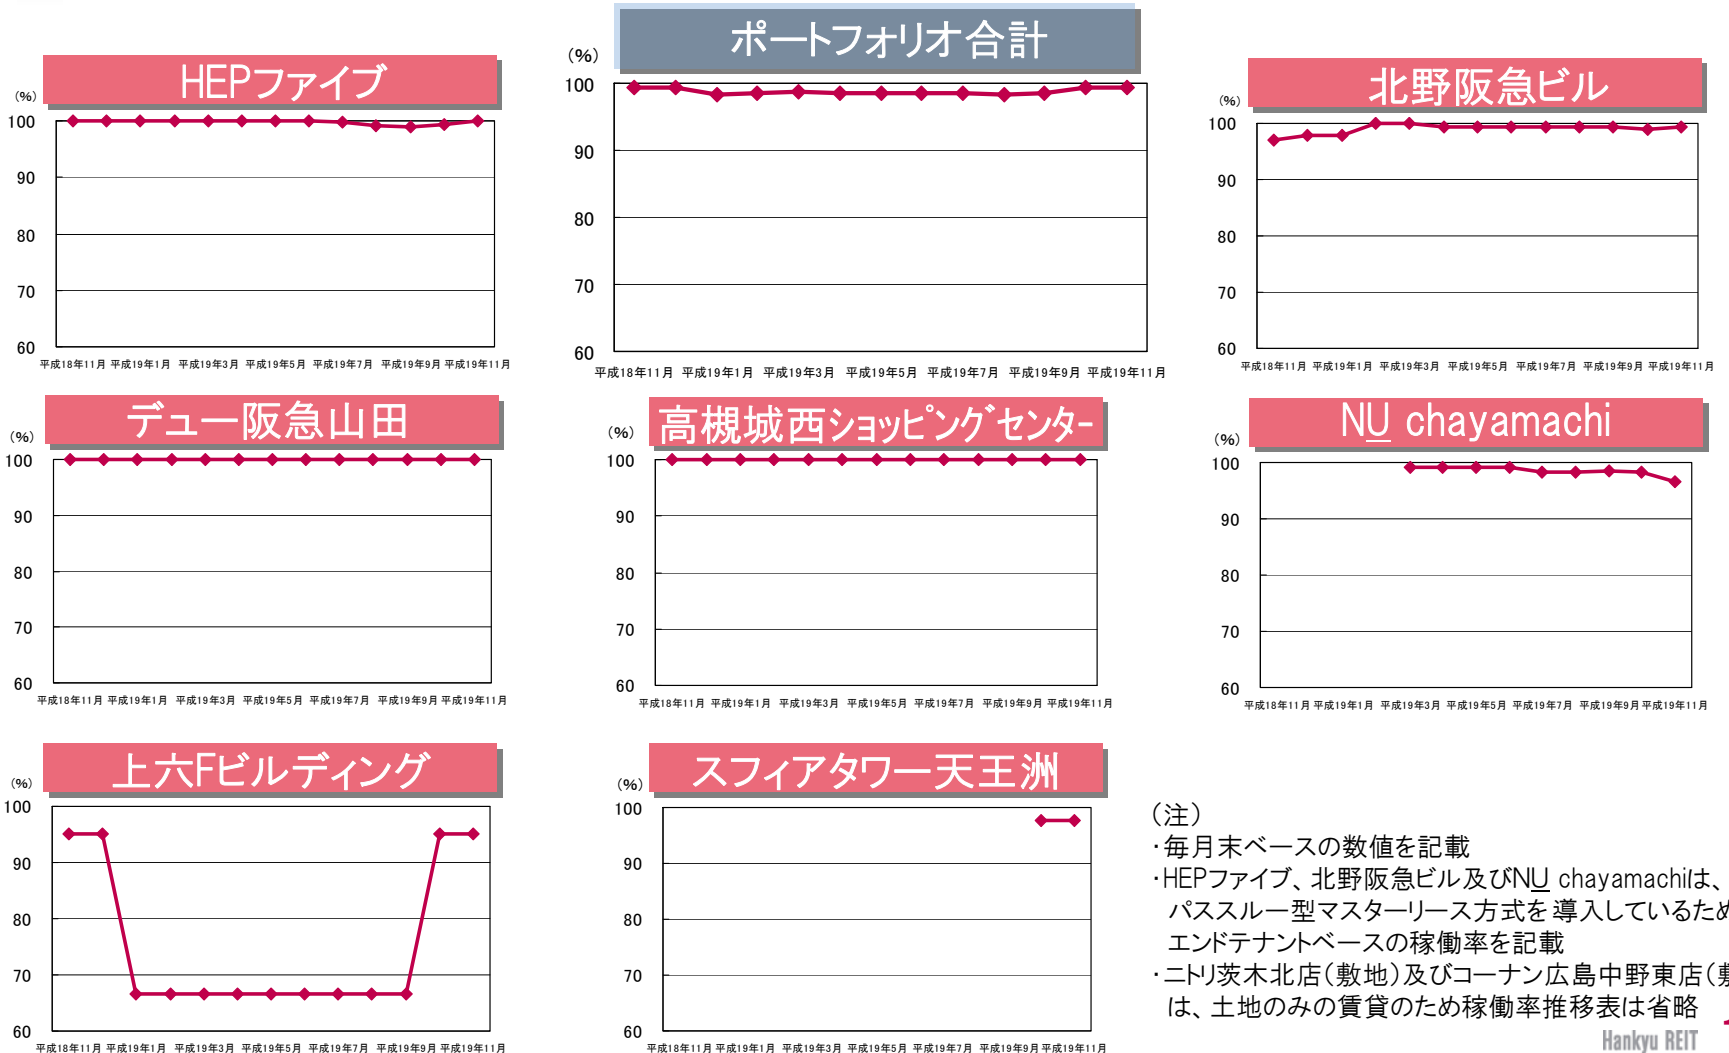 ポートフォリオ合計
(%)
100
90
80
70
60
平成18年11月 平成19年1月 平成19年3月 平成19年5月 平成19年7月 平成19年9月 平成19年11月
HEPファイブ
(%)
100
90
80
70
60
平成18年11月 平成19年1月 平成19年3月 平成19年5月 平成19年7月 平成19年9月 平成19年11月
北野阪急ビル
(%)
100
90
80
70
60
平成18年11月 平成19年1月 平成19年3月 平成19年5月 平成19年7月 平成19年9月 平成19年11月
デュー阪急山田
(%)
100
90
80
70
60
平成18年11月 平成19年1月 平成19年3月 平成19年5月 平成19年7月 平成19年9月 平成19年11月
高槻城西ショッピングセンター
(%)
100
90
80
70
60
平成18年11月 平成19年1月 平成19年3月 平成19年5月 平成19年7月 平成19年9月 平成19年11月
NU chayamachi
(%)
100
90
80
70
60
平成18年11月 平成19年1月 平成19年3月 平成19年5月 平成19年7月 平成19年9月 平成19年11月
上六Fビルディング
(%)
100
90
80
70
60
平成18年11月 平成19年1月 平成19年3月 平成19年5月 平成19年7月 平成19年9月 平成19年11月
スフィアタワー天王洲
(%)
100
90
80
70
60
平成18年11月 平成19年1月 平成19年3月 平成19年5月 平成19年7月 平成19年9月 平成19年11月
（注）
・毎月末ベースの数値を記載
・HEPファイブ、北野阪急ビル及びNU chayamachiは、
パススルー型マスターリース方式を導入しているため
エンドテナントベースの稼働率を記載
・ニトリ茨木北店（敷地）及びコーナン広島中野東店（敷
は、土地のみの賃貸のため稼働率推移表は省略
Hankyu REIT